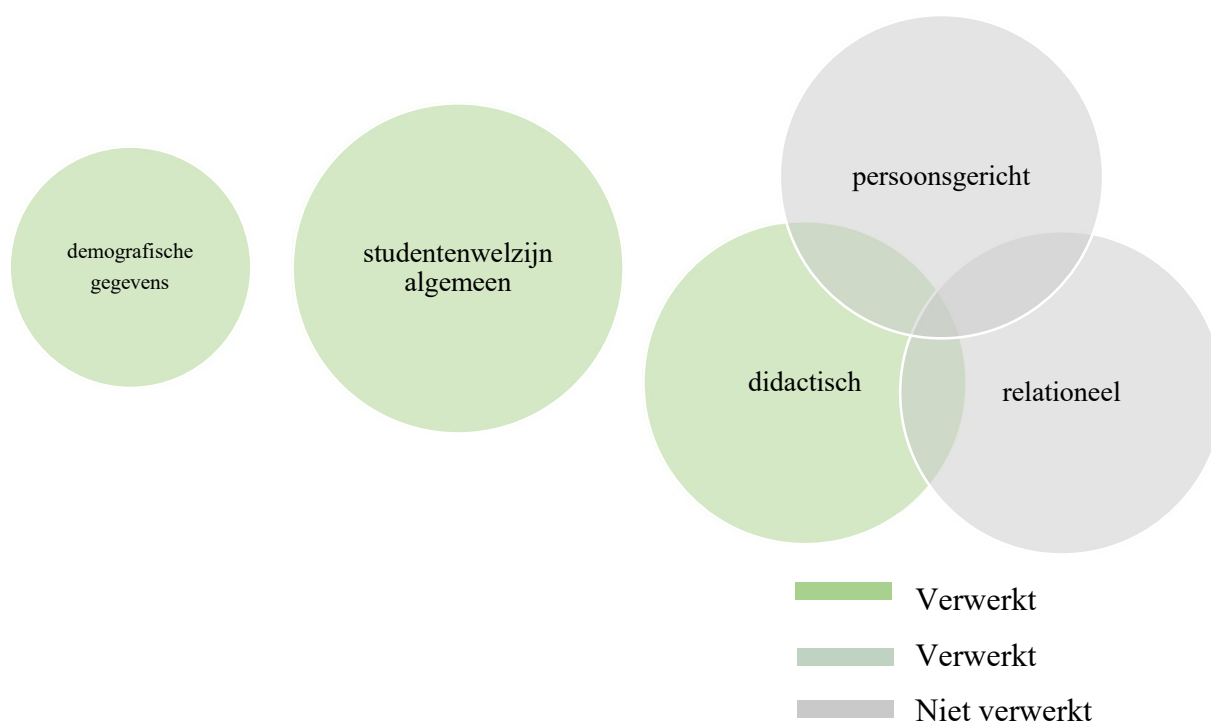 demografische
gegevens
studentenwelzijn
algemeen
persoonsgericht
didactisch
relationeel
Verwerkt
Verwerkt
Niet verwerkt